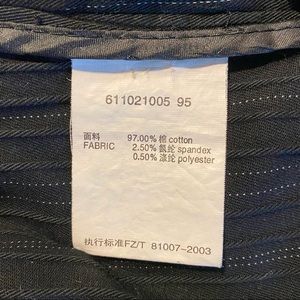 611021005 95
面料 97.00% 棉 cotton
FABRIC 2.50% 氨纶 spandex
0.50% 涤纶 polyester
执行标准FZ/T 81007-2003